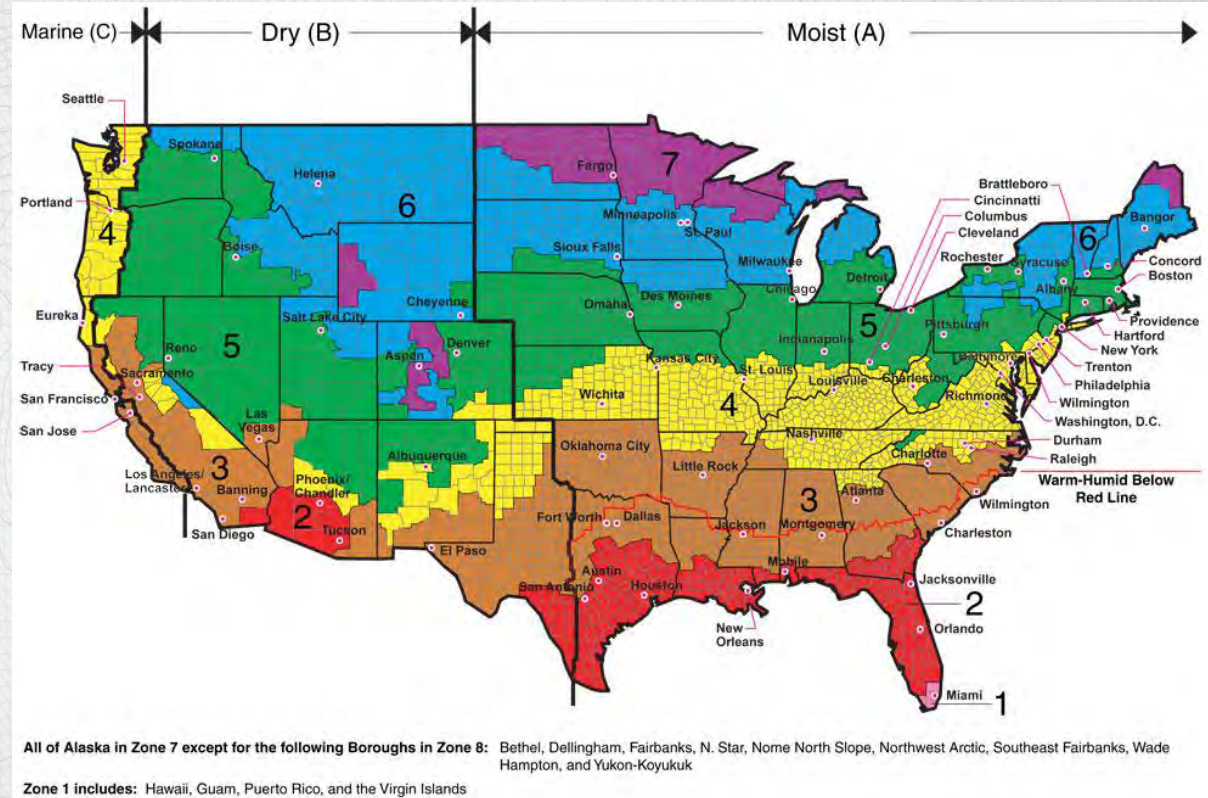 Marine (C)
Dry (B)
Moist (A)
Seattle
Spokane
Helena
Fargo
7
Portland
4
6
Minneapolis
St. Paul
Brattleboro
Cincinnatti
Columbus
Cleveland
Rochester
Syracuse
6
Bangor
Boise
Sioux Falls
Milwaukee
Detroit
Albany
Concord
Boston
Cheyenne
Chicago
Des Moines
Omaha
Eureka
Salt Lake City
5
Reno
Aspen
Denver
Indianapolis
5
Pittsburgh
Providence
Hartford
New York
Tracy
Sacramento
San Francisco
San Jose
Kansas City
St. Louis
Louisville
Charleston
Baltimore
Trenton
Philadelphia
Wilmington
Washington, D.C.
Richmond
Las
Vegas
Wichita
4
Nashville
Durham
Raleigh
Albuquerque
Oklahoma City
Little Rock
Charlotte
3
Los Angeles/
Lancaster
Banning
Phoenix/
Chandler
2
Tucson
San Diego
El Paso
3
Atlanta
Warm-Humid Below
Red Line
Wilmington
Fort Worth
Dallas
Jackson
Montgomery
Charleston
Mobile
Austin
San Antonio
Houston
New
Orleans
Jacksonville
2
Orlando
Miami
1
All of Alaska in Zone 7 except for the following Boroughs in Zone 8: Bethel, Dellingham, Fairbanks, N. Star, Nome North Slope, Northwest Arctic, Southeast Fairbanks, Wade
Hampton, and Yukon-Koyukuk
Zone 1 includes: Hawaii, Guam, Puerto Rico, and the Virgin Islands